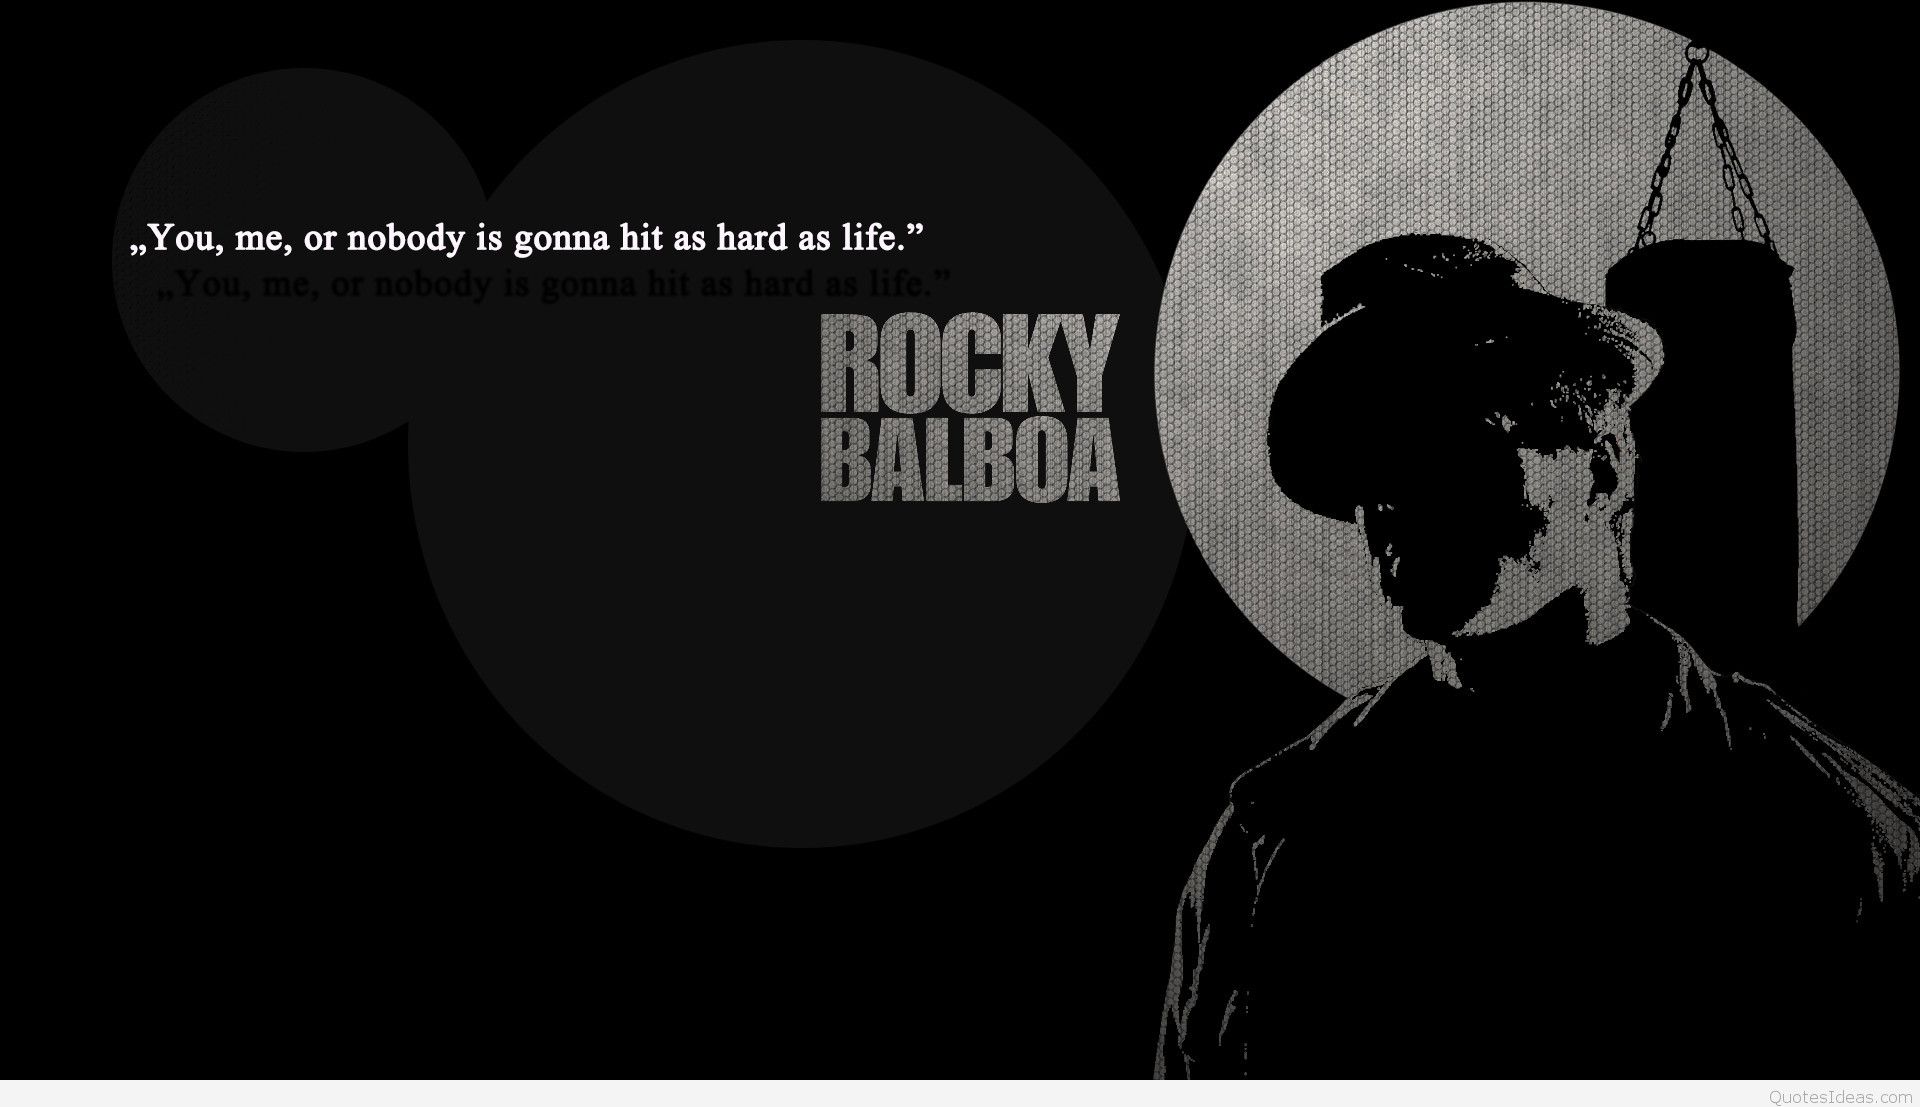 „You, me, or nobody is gonna hit as hard as life.”
„You, me, or nobody is gonna hit as hard as life.”
ROCKY
BALBOA
QuotesIdeas.com